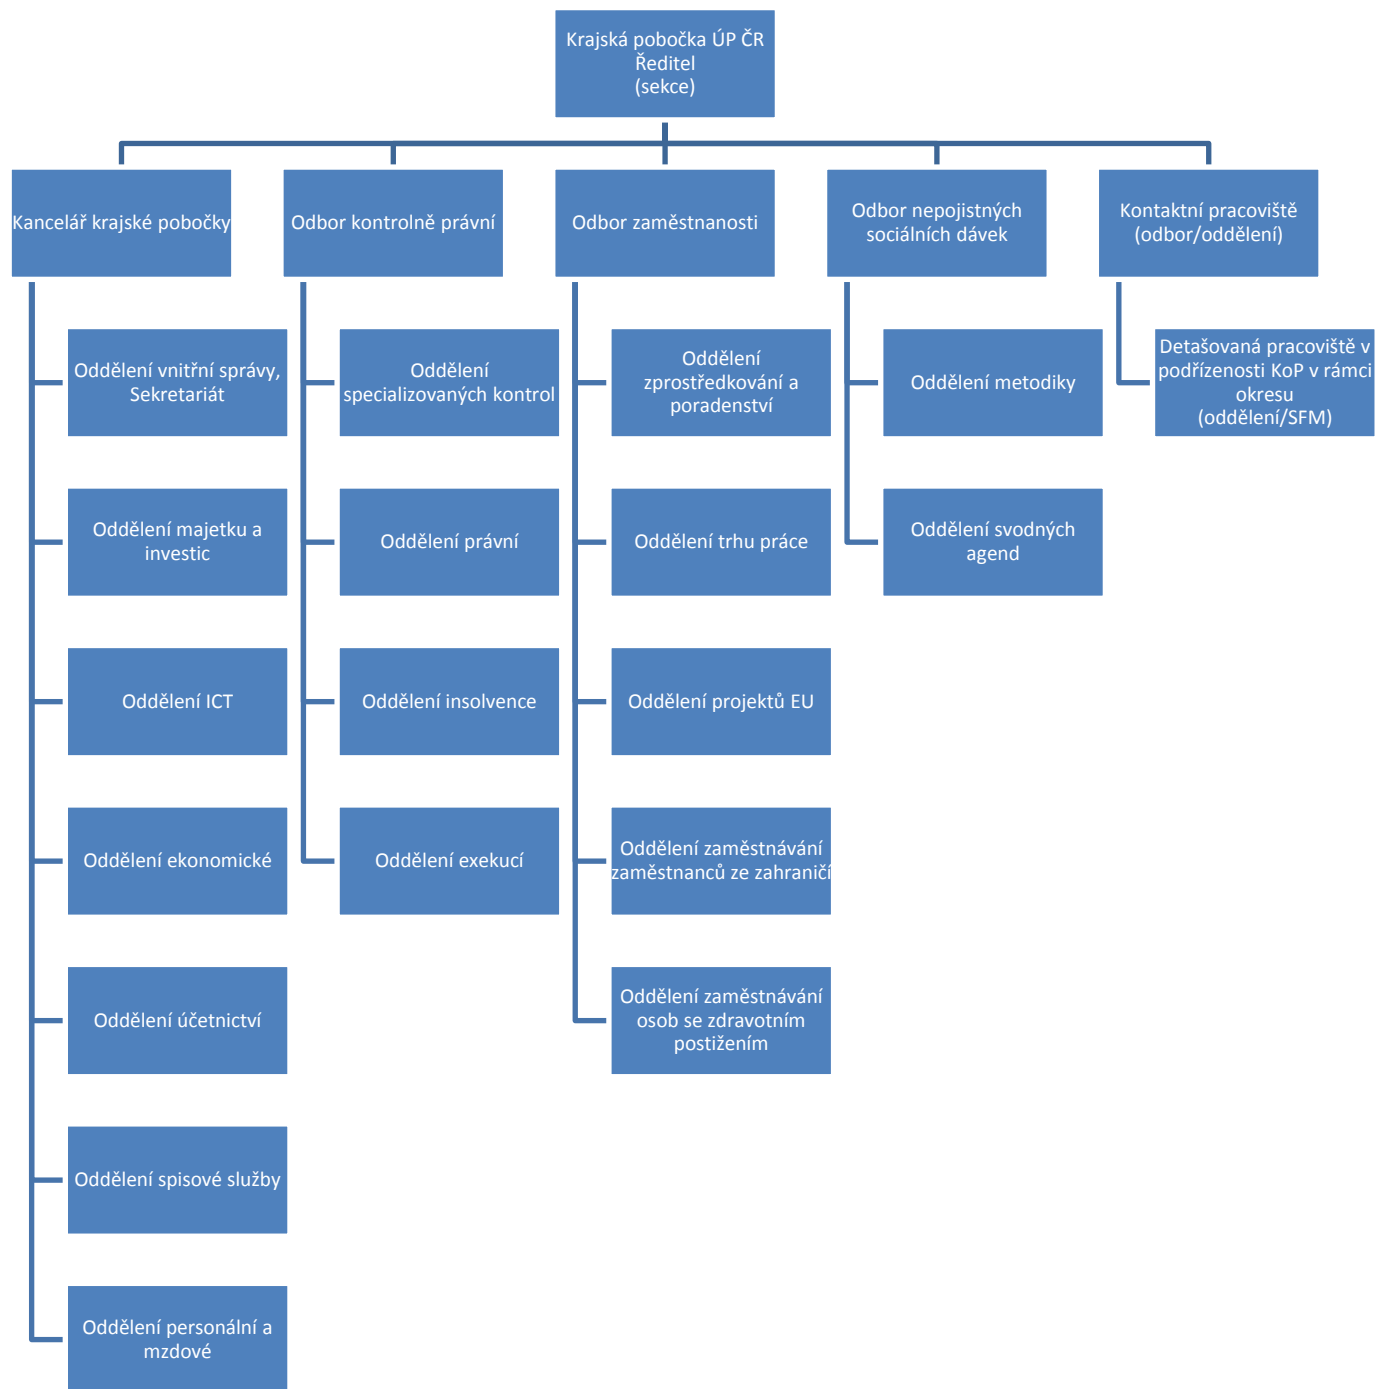 Krajská pobočka ÚP ČR
Ředitel
(sekce)
Kancelář krajské pobočky
Odbor kontrolně právní
Odbor zaměstnanosti
Odbor nepojistných
sociálních dávek
Kontaktní pracoviště
(odbor/oddělení)
Oddělení vnitřní správy,
Sekretariát
Oddělení majetku a
investic
Oddělení ICT
Oddělení ekonomické
Oddělení účetnictví
Oddělení spisové služby
Oddělení personální a
mzdové
Oddělení
specializovaných kontrol
Oddělení právní
Oddělení insolvence
Oddělení exekucí
Oddělení
zprostředkování a
poradenství
Oddělení trhu práce
Oddělení projektů EU
Oddělení zaměstnávání
zaměstnanců ze zahraničí
Oddělení zaměstnávání
osob se zdravotním
postižením
Oddělení metodiky
Oddělení svodných
agend
Detašovaná pracoviště v
podřízenosti KoP v rámci
okresu
(oddělení/SFM)